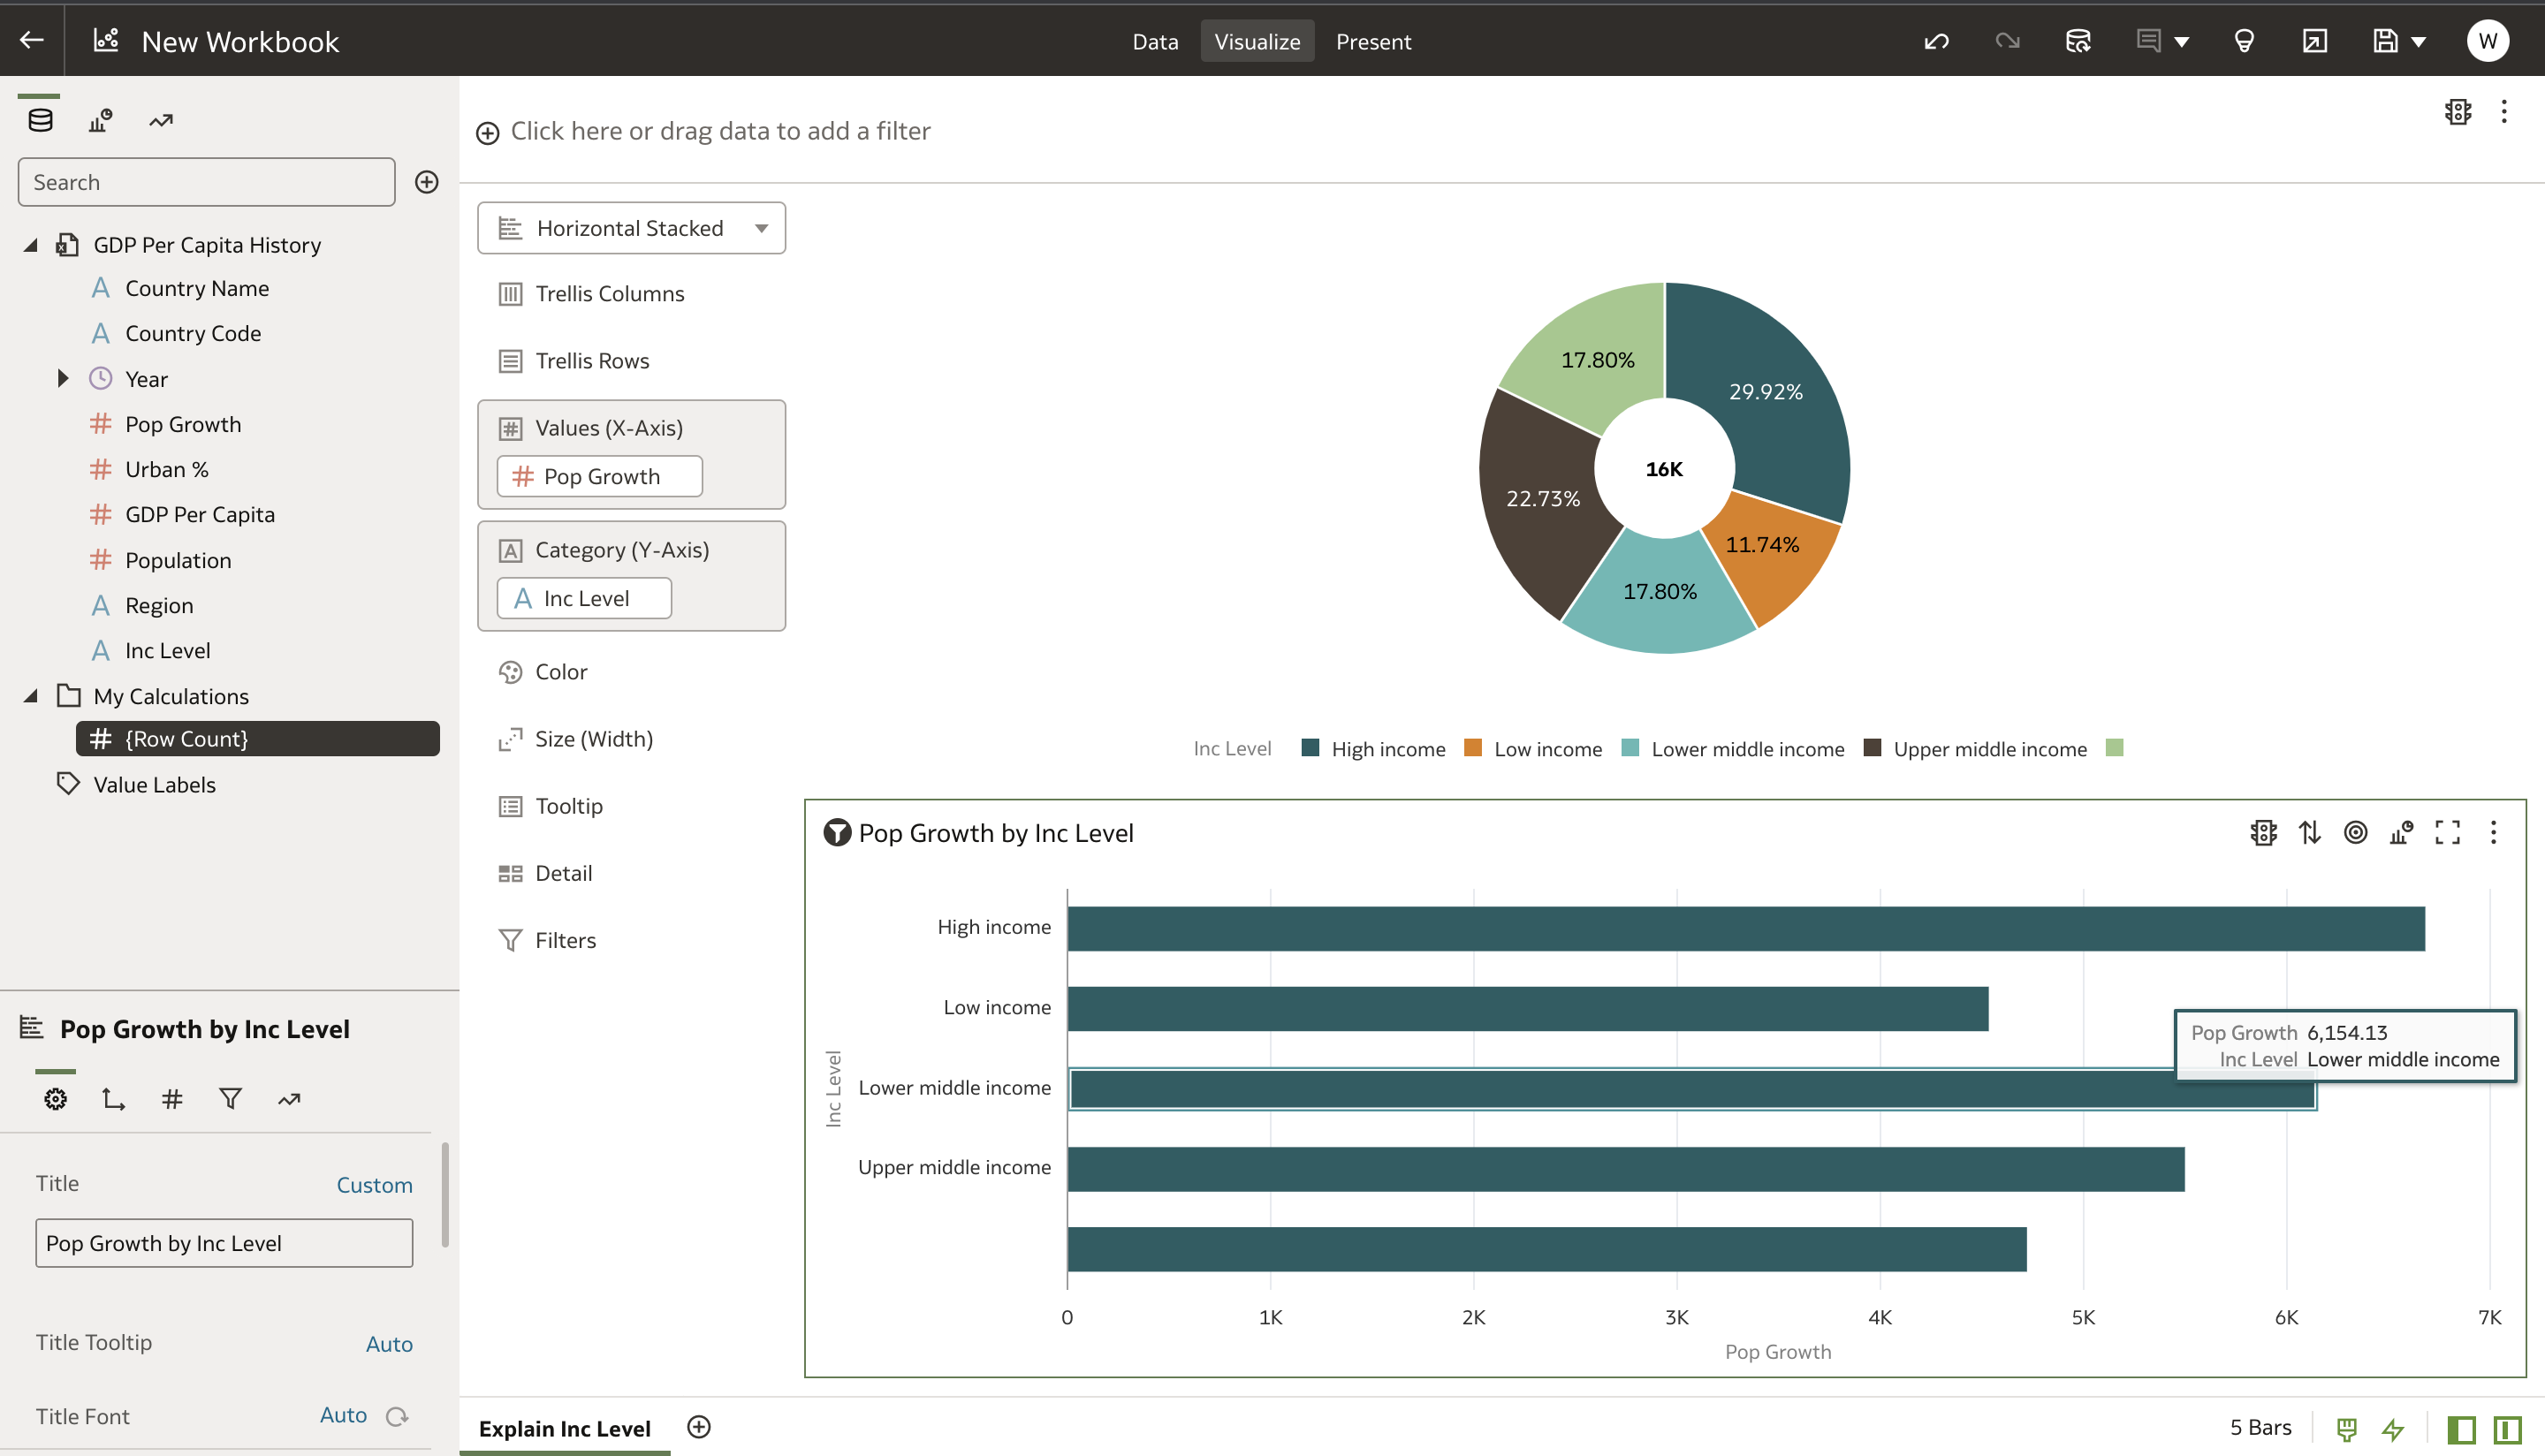 New Workbook
Data
Visualize
Present
W
Search
GDP Per Capita History
Country Name
Country Code
Year
Pop Growth
Urban %
GDP Per Capita
Population
Region
Inc Level
My Calculations
{Row Count}
Value Labels
Pop Growth by Inc Level
Title
Custom
Pop Growth by Inc Level
Title Tooltip
Auto
Title Font
Auto
Click here or drag data to add a filter
Horizontal Stacked
Trellis Columns
Trellis Rows
Values (X-Axis)
Pop Growth
Category (Y-Axis)
Inc Level
Color
Size (Width)
Tooltip
Detail
Filters
17.80%
29.92%
16K
22.73%
11.74%
17.80%
Inc Level
High income
Low income
Lower middle income
Upper middle income
Pop Growth by Inc Level
High income
Low income
Lower middle income
Upper middle income
Inc Level
Pop Growth 6,154.13
Inc Level Lower middle income
0
1K
2K
3K
4K
5K
6K
7K
Pop Growth
Explain Inc Level
5 Bars